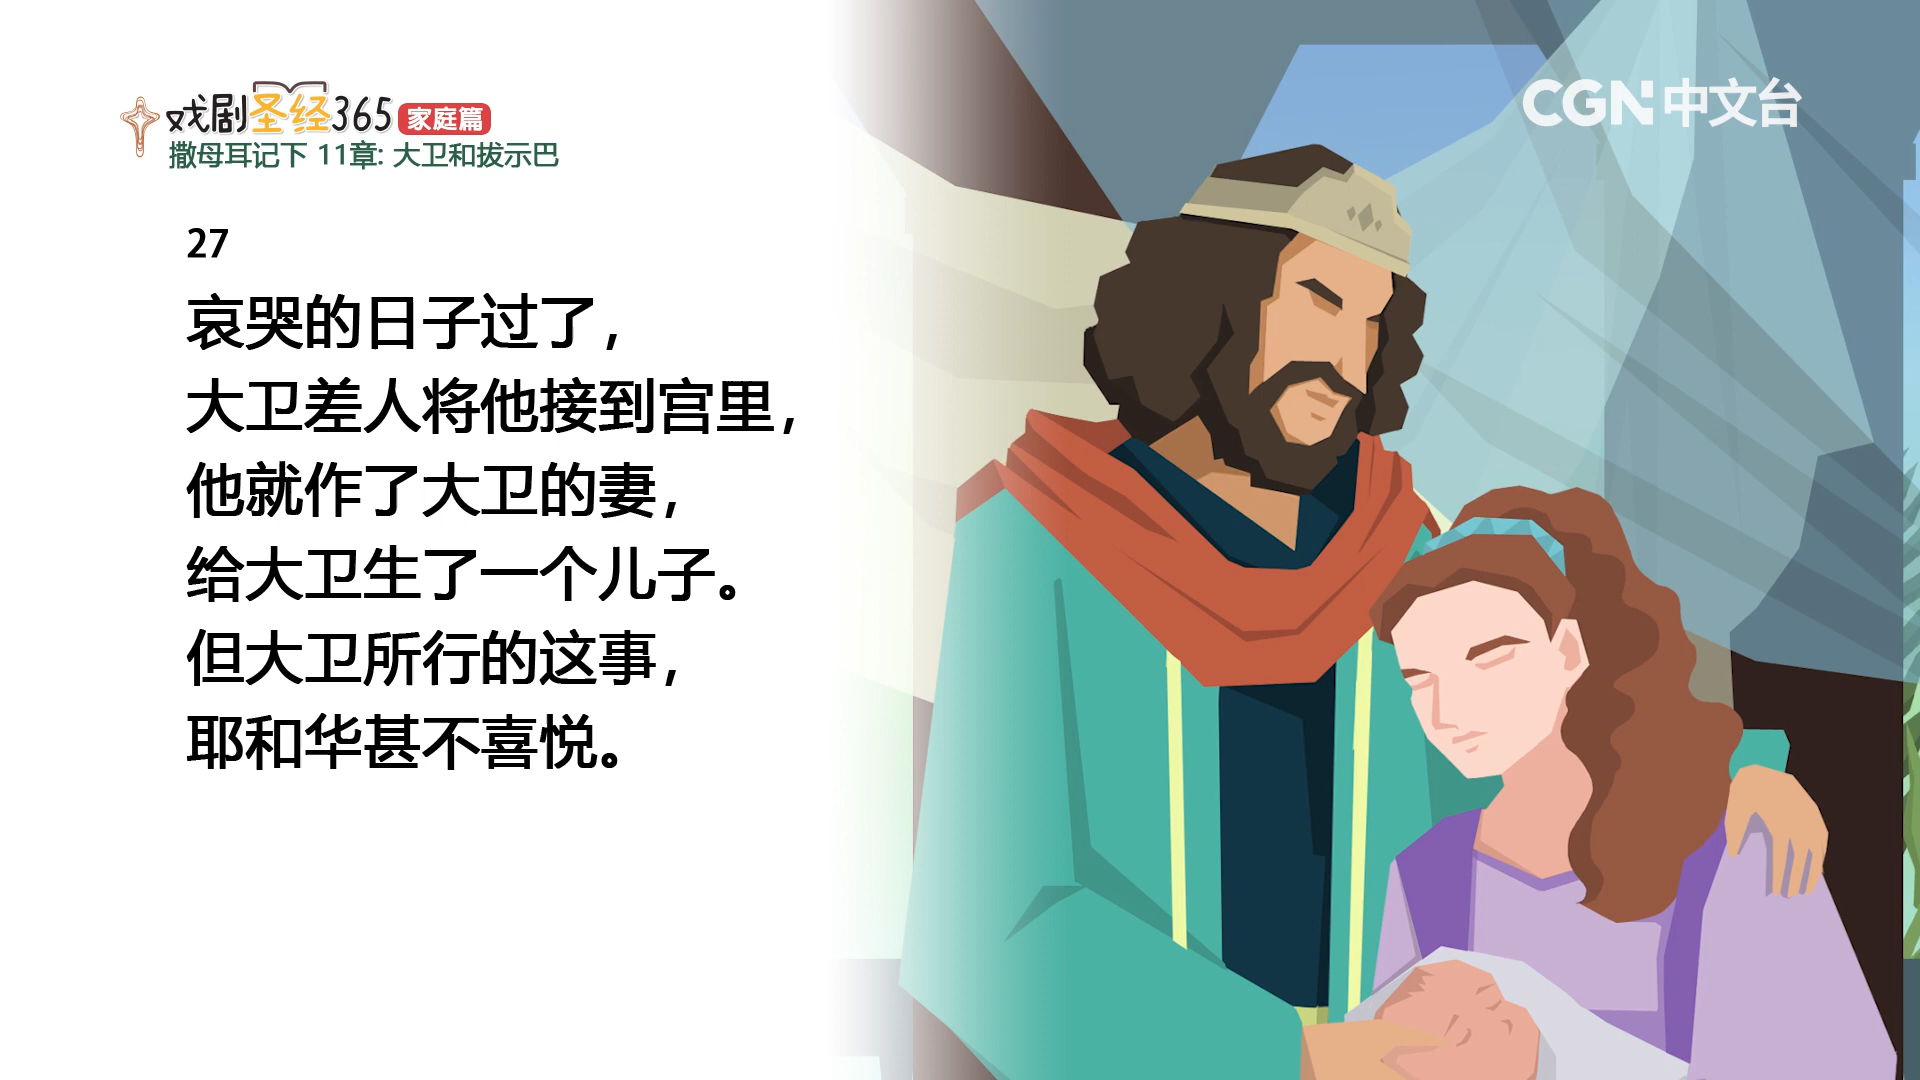 戏剧圣经365 家庭篇
撒母耳记下 11章: 大卫和拔示巴
CGN 中文台
27
哀哭的日子过了，
大卫差人将他接到宫里，
他就作了大卫的妻，
给大卫生了一个儿子。
但大卫所行的这事，
耶和华甚不喜悦。